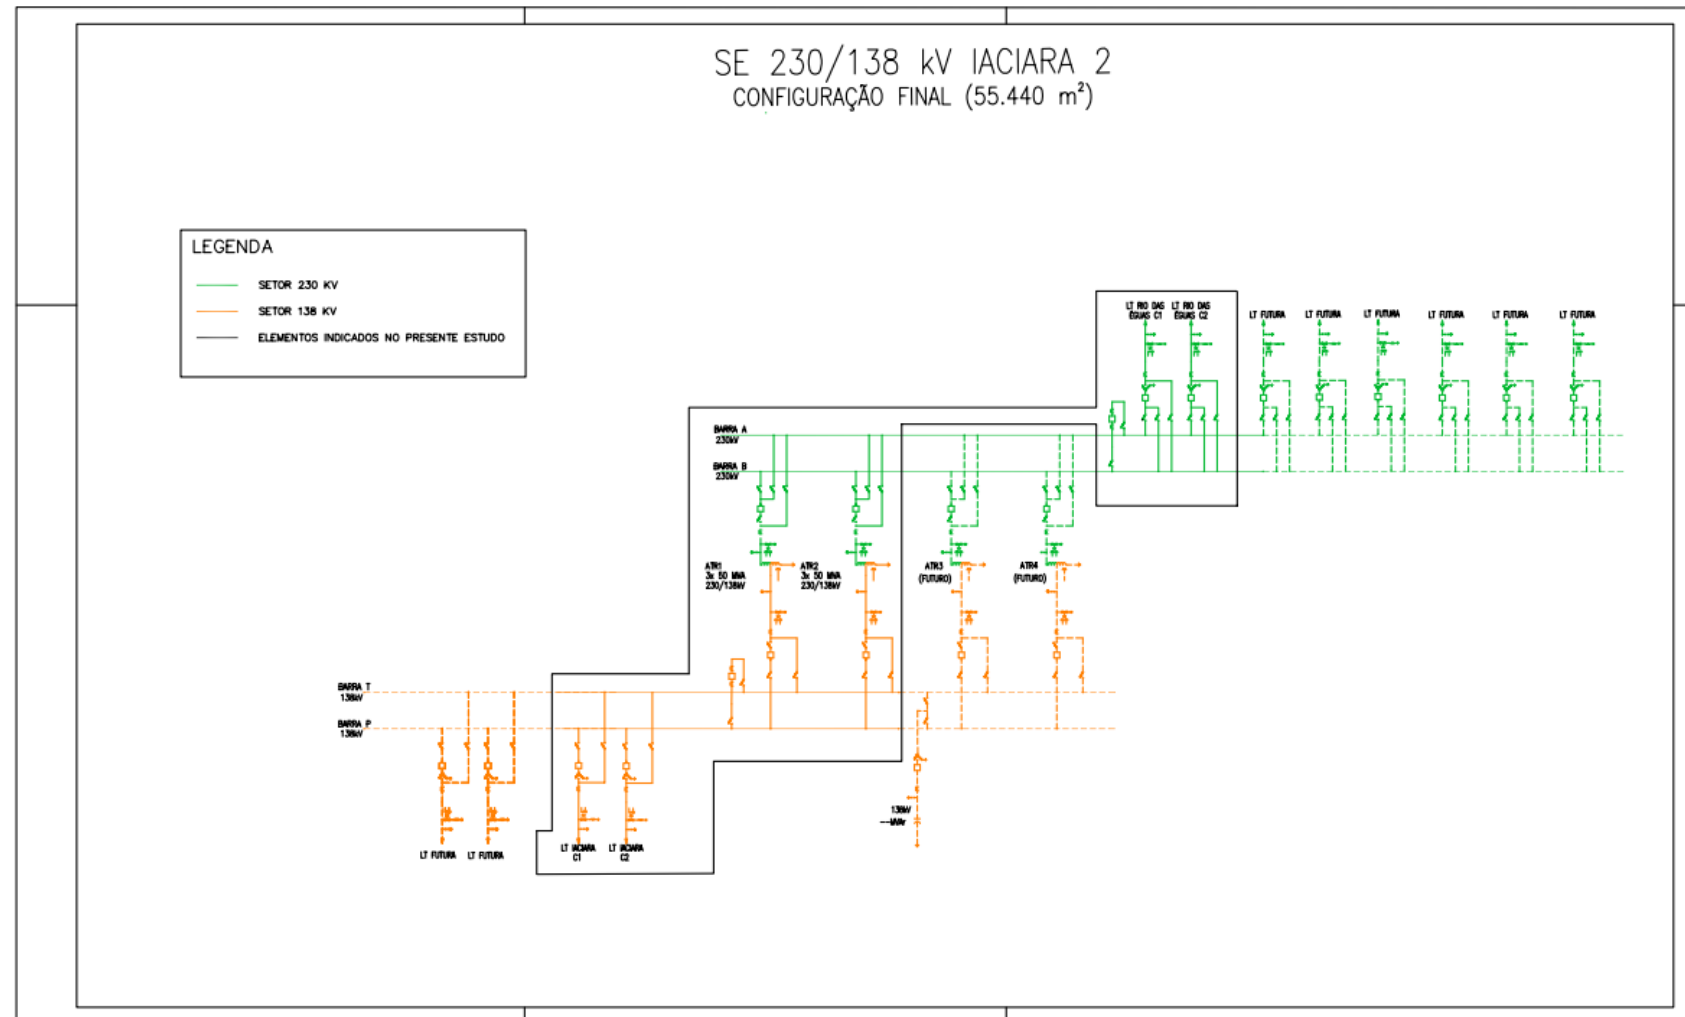 SE 230/138 kV IACIARA 2
CONFIGURAÇÃO FINAL (55.440 m²)
LEGENDA
SETOR 230 KV
SETOR 138 KV
ELEMENTOS INDICADOS NO PRESENTE ESTUDO
LT RIO DAS
ÉGUAS C1
LT RIO DAS
ÉGUAS C2
LT FUTURA
LT FUTURA
LT FUTURA
LT FUTURA
LT FUTURA
LT FUTURA
BARRA A
230kV
BARRA B
230kV
ATR1
3x 50 MVA
230/138kV
ATR2
3x 50 MVA
230/138kV
ATR3
(FUTURO)
ATR4
(FUTURO)
BARRA T
138kV
BARRA P
138kV
138kV
--MVAr
LT FUTURA
LT FUTURA
LT IACIARA
C1
LT IACIARA
C2